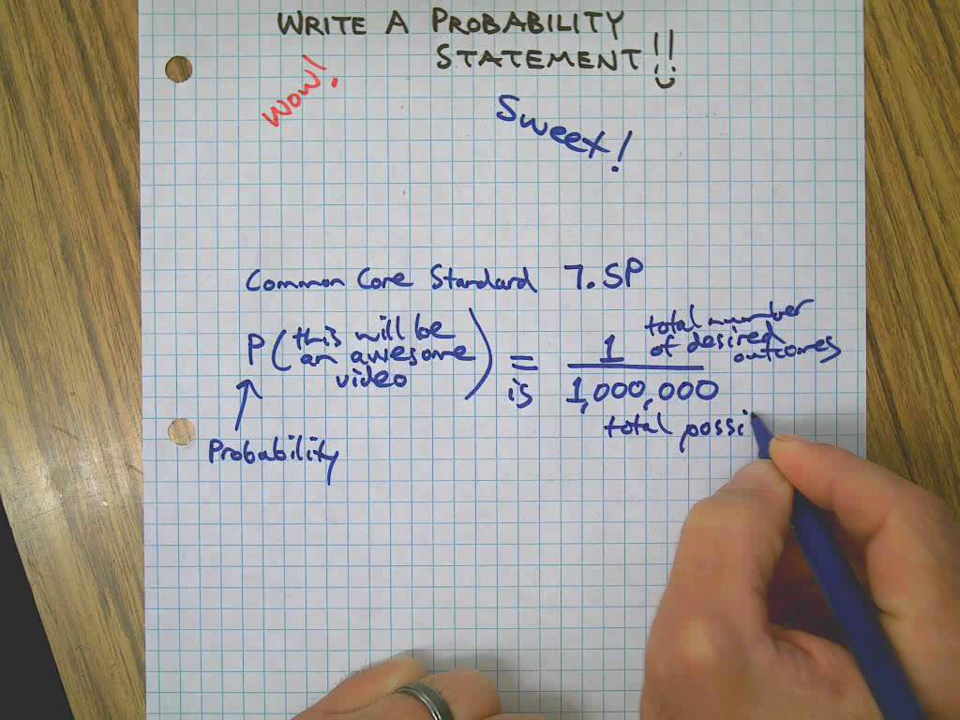 WRITE A PROBABILITY
STATEMENT!!
WOW!
Sweet!
Common Core Standard 7.SP
P(this will be
an awesome
video) = 1 / 1,000,000
is
total number
of desired
outcomes
total possi
Probability